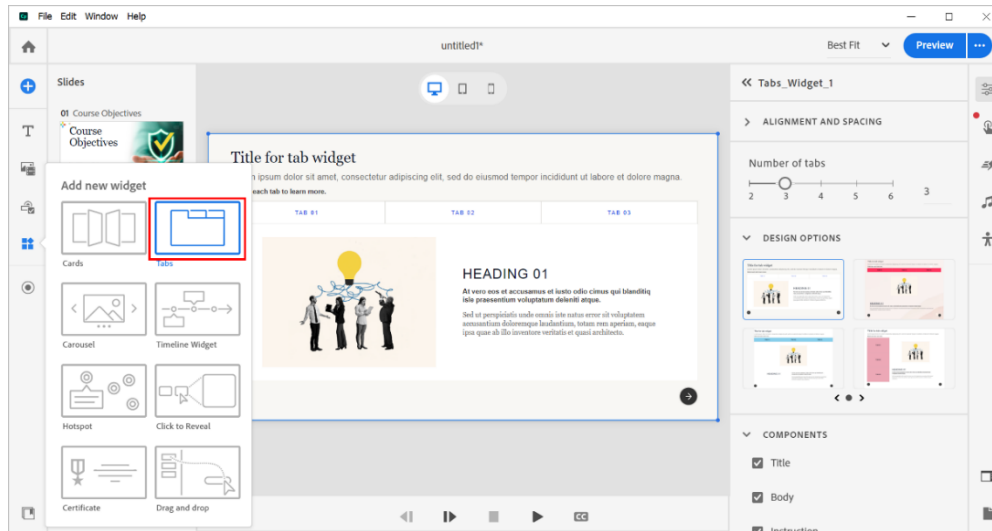 File Edit Window Help
untitled1*
Best Fit
Preview
Slides
01 Course Objectives
Course
Objectives
Add new widget
Cards
Tabs
Carousel
Timeline Widget
Hotspot
Click to Reveal
Certificate
Drag and drop
Title for tab widget
ipsum dolor sit amet, consectetur adipiscing elit, sed do eiusmod tempor incididunt ut labore et dolore magna.
each tab to learn more.
TAB 01 TAB 02 TAB 03
HEADING 01
At vero eos et accusamus et iusto odio cimus qui blanditiq
isle praesentium voluptatum deleniti atque.
Sed ut perspiciatis unde omnis iste natus error sit voluptatem
accusantium doloremque laudantium, totam rem aperiam, eaque
ipsa quae ab illo inventore veritatis et quasi architecto.
CC
Tabs_Widget_1
ALIGNMENT AND SPACING
Number of tabs
2 3 4 5 6
3
DESIGN OPTIONS
COMPONENTS
Title
Body
Instruction